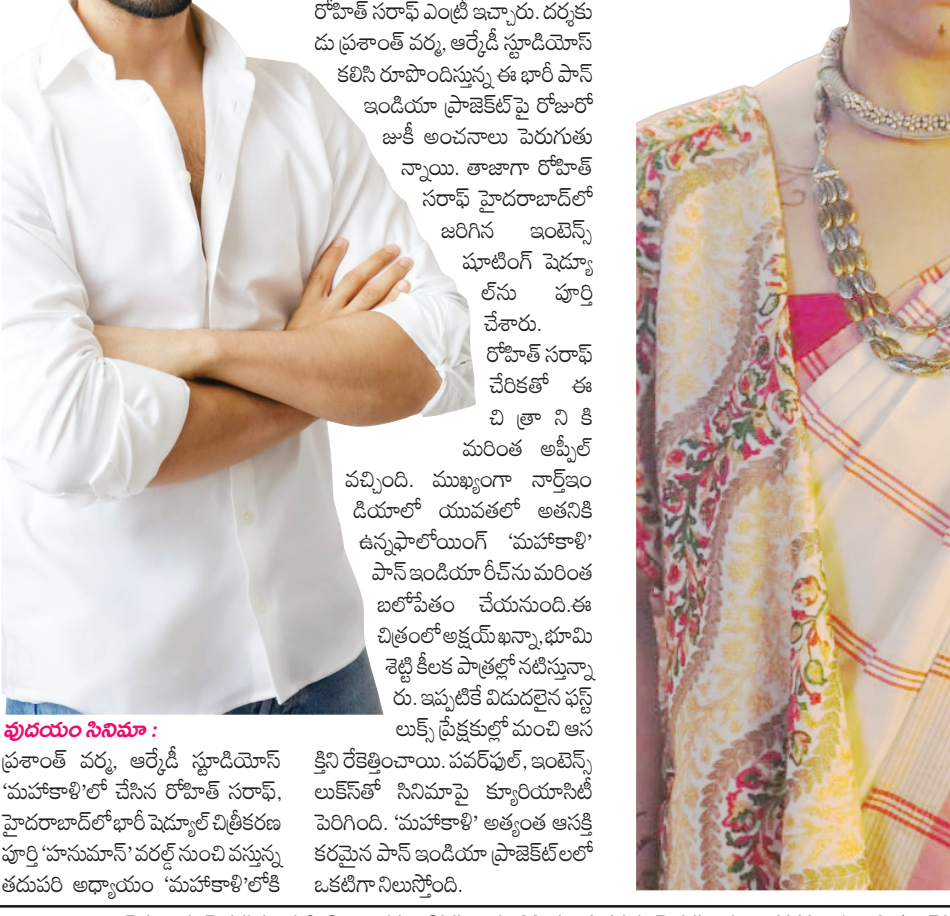 వుదయం సినిమా :
ప్రశాంత్ వర్మ, ఆర్కేడీ స్టూడియోస్
‘మహాకాళి’లో చేసిన రోహిత్ సరాఫ్,
హైదరాబాద్‌లో భారీ షెడ్యూల్ చిత్రీకరణ
పూర్తి ‘హనుమాన్’ వరల్డ్ నుంచి వస్తున్న
తదుపరి అధ్యాయం ‘మహాకాళి’లోకి
రోహిత్ సరాఫ్ ఎంట్రీ ఇచ్చారు. దర్శకు
డు ప్రశాంత్ వర్మ, ఆర్కేడీ స్టూడియోస్
కలిసి రూపొందిస్తున్న ఈ భారీ పాన్
ఇండియా ప్రాజెక్ట్‌పై రోజురో
జుకీ అంచనాలు పెరుగుతు
న్నాయి. తాజాగా రోహిత్
సరాఫ్ హైదరాబాద్‌లో
జరిగిన ఇంటెన్స్
షూటింగ్ షెడ్యూ
ల్‌ను పూర్తి
చేశారు.
రోహిత్ సరాఫ్
చేరికతో ఈ
చి త్రా ని కి
మరింత అప్పీల్
వచ్చింది. ముఖ్యంగా నార్త్ఇం
డియాలో యువతలో అతనికి
ఉన్నఫాలోయింగ్ ‘మహాకాళి’
పాన్ ఇండియా రీచ్‌ను మరింత
బలోపేతం చేయనుంది.ఈ
చిత్రంలో అక్షయ్ ఖన్నా,భూమి
శెట్టి కీలక పాత్రల్లో నటిస్తున్నా
రు. ఇప్పటికే విడుదలైన ఫస్ట్
లుక్స్ ప్రేక్షకుల్లో మంచి ఆస
క్తిని రేకెత్తించాయి. పవర్‌ఫుల్, ఇంటెన్స్
లుక్స్‌తో సినిమాపై క్యూరియాసిటీ
పెరిగింది. ‘మహాకాళి’ అత్యంత ఆసక్తి
కరమైన పాన్ ఇండియా ప్రాజెక్ట్‌లలో
ఒకటిగా నిలుస్తోంది.